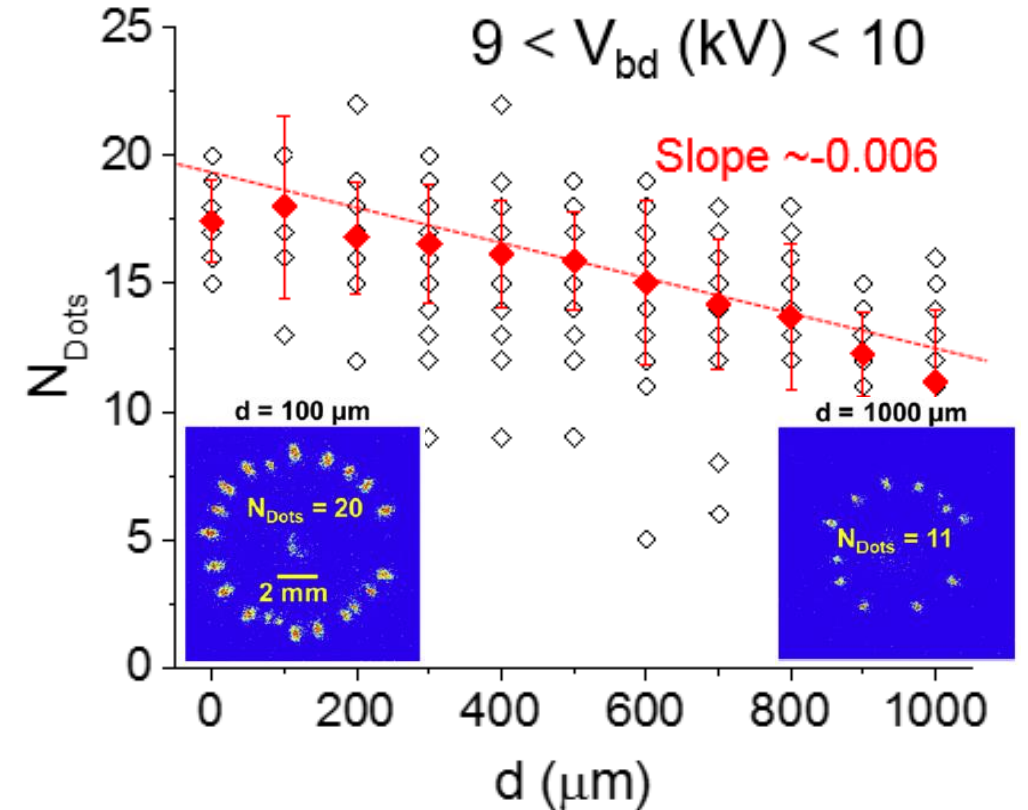 25
9 < V_bd (kV) < 10
20
Slope ~-0.006
15
N_Dots
10
d = 100 μm
d = 1000 μm
N_Dots = 20
N_Dots = 11
5
2 mm
0
0 200 400 600 800 1000
d (μm)